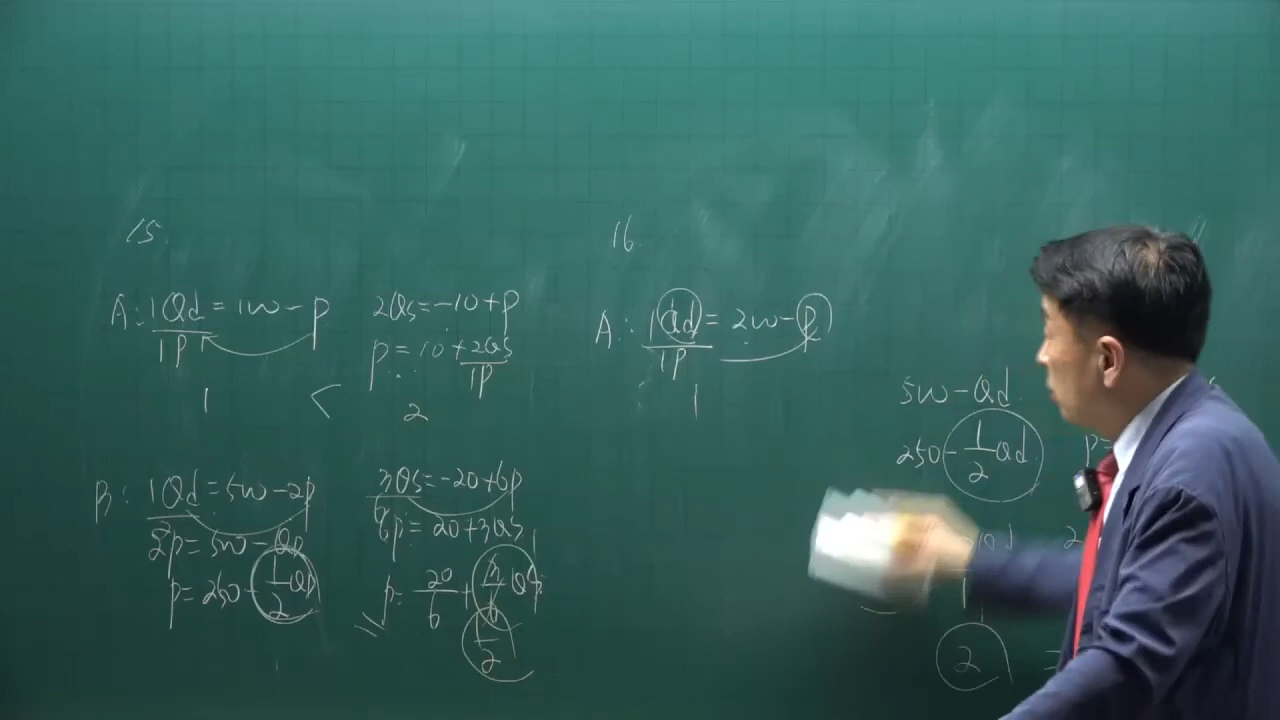 15.
A: 1Qd = 100 - p
1p
1 <
2Qs = -10 + p
p = 10 + 2Qs
1p
2
B: 1Qd = 500 - 2p
2p = 500 - Qd
p = 250 - 1/2 Qd
3Qs = -20 + 6p
6p = 20 + 3Qs
p = 20/6 + 3/6 Qs
1/2
16.
A: 1Qd = 200 - p
1p
1
500 - Qd
250 - 1/2 Qd
p =
2 =